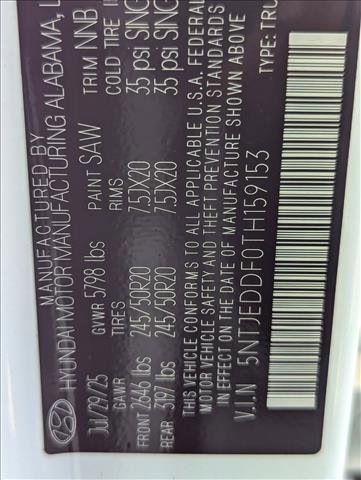 MANUFACTURED BY
HYUNDAI MOTOR MANUFACTURING ALABAMA,
Jul/29/25 GVWR 5798 lbs PAINT SAW TRIM NNB
GAWR TIRES RIMS COLD TIRE
FRONT 2646 lbs 245/50R20 7.5JX20 35 psi SING
REAR 3197 lbs 245/50R20 7.5JX20 35 psi SING
THIS VEHICLE CONFORMS TO ALL APPLICABLE U.S.A. FEDERAL
MOTOR VEHICLE SAFETY AND THEFT PREVENTION STANDARDS
IN EFFECT ON THE DATE OF MANUFACTURE SHOWN ABOVE
V.I.N 5NTJEDDF0TH159153 TYPE: TRU